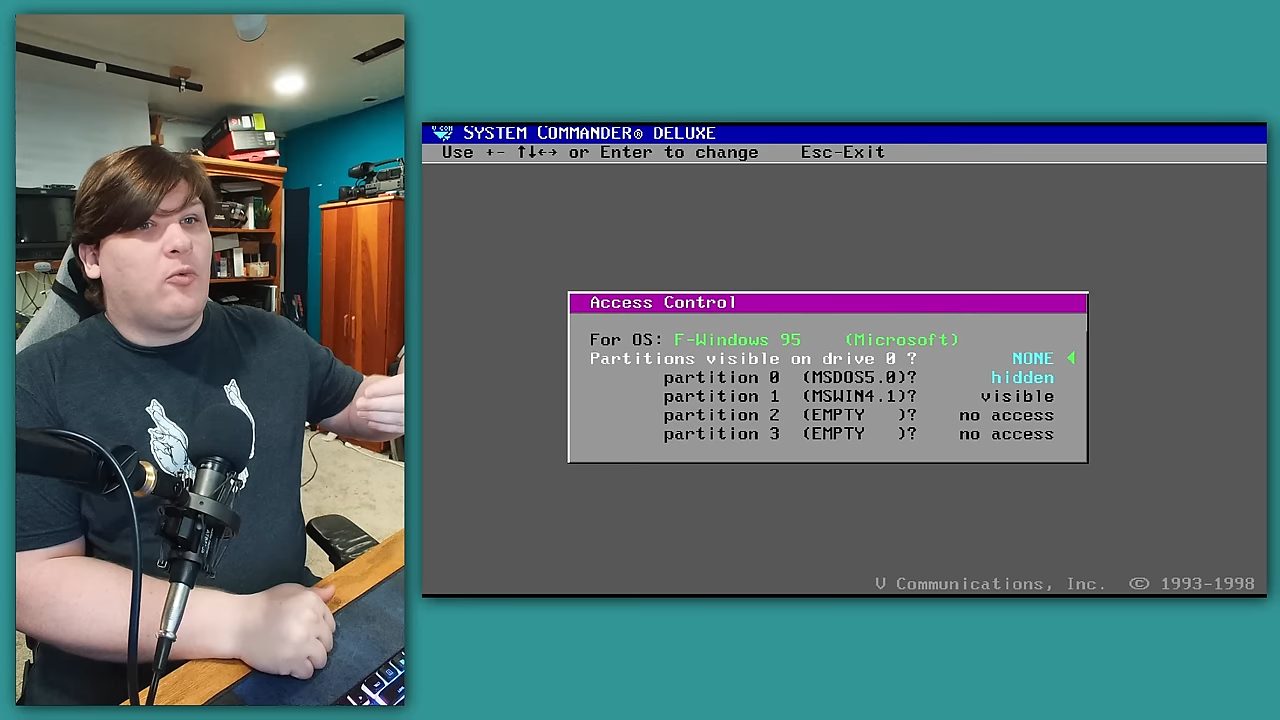 V COM
SYSTEM COMMANDER® DELUXE
Use +- ↑↓←→ or Enter to change Esc-Exit
Access Control
For OS: F-Windows 95 (Microsoft)
Partitions visible on drive 0 ? NONE ◄
partition 0 (MSDOS5.0)? hidden
partition 1 (MSWIN4.1)? visible
partition 2 (EMPTY )? no access
partition 3 (EMPTY )? no access
V Communications, Inc. © 1993-1998